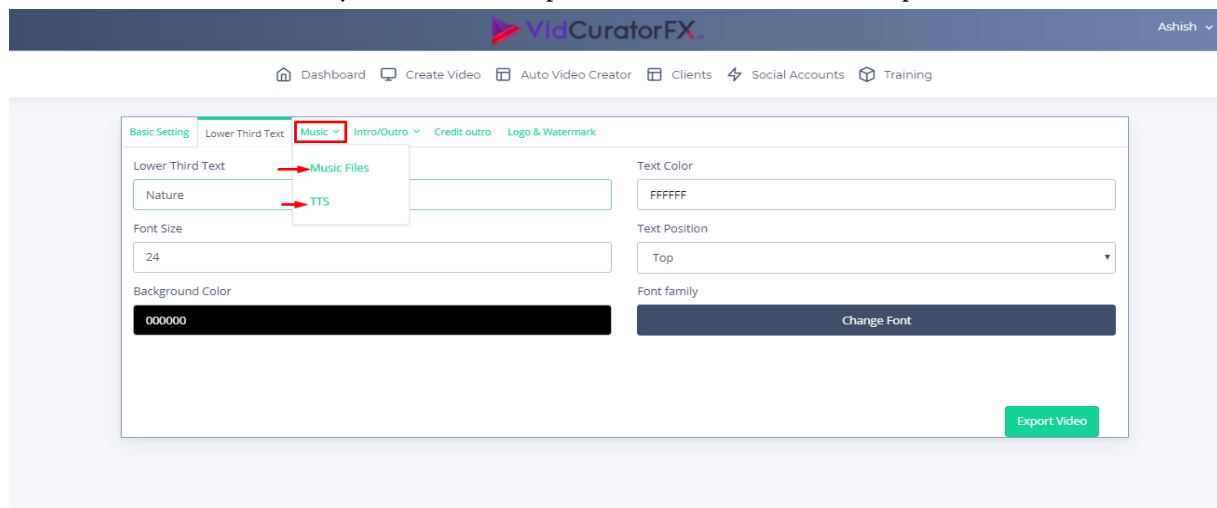 VidCuratorFX
Ashish
Dashboard Create Video Auto Video Creator Clients Social Accounts Training
Basic Setting Lower Third Text Music Intro/Outro Credit outro Logo & Watermark
Lower Third Text Music Files Text Color
Nature TTS FFFFFF
Font Size Text Position
24 Top
Background Color Font family
000000 Change Font
Export Video